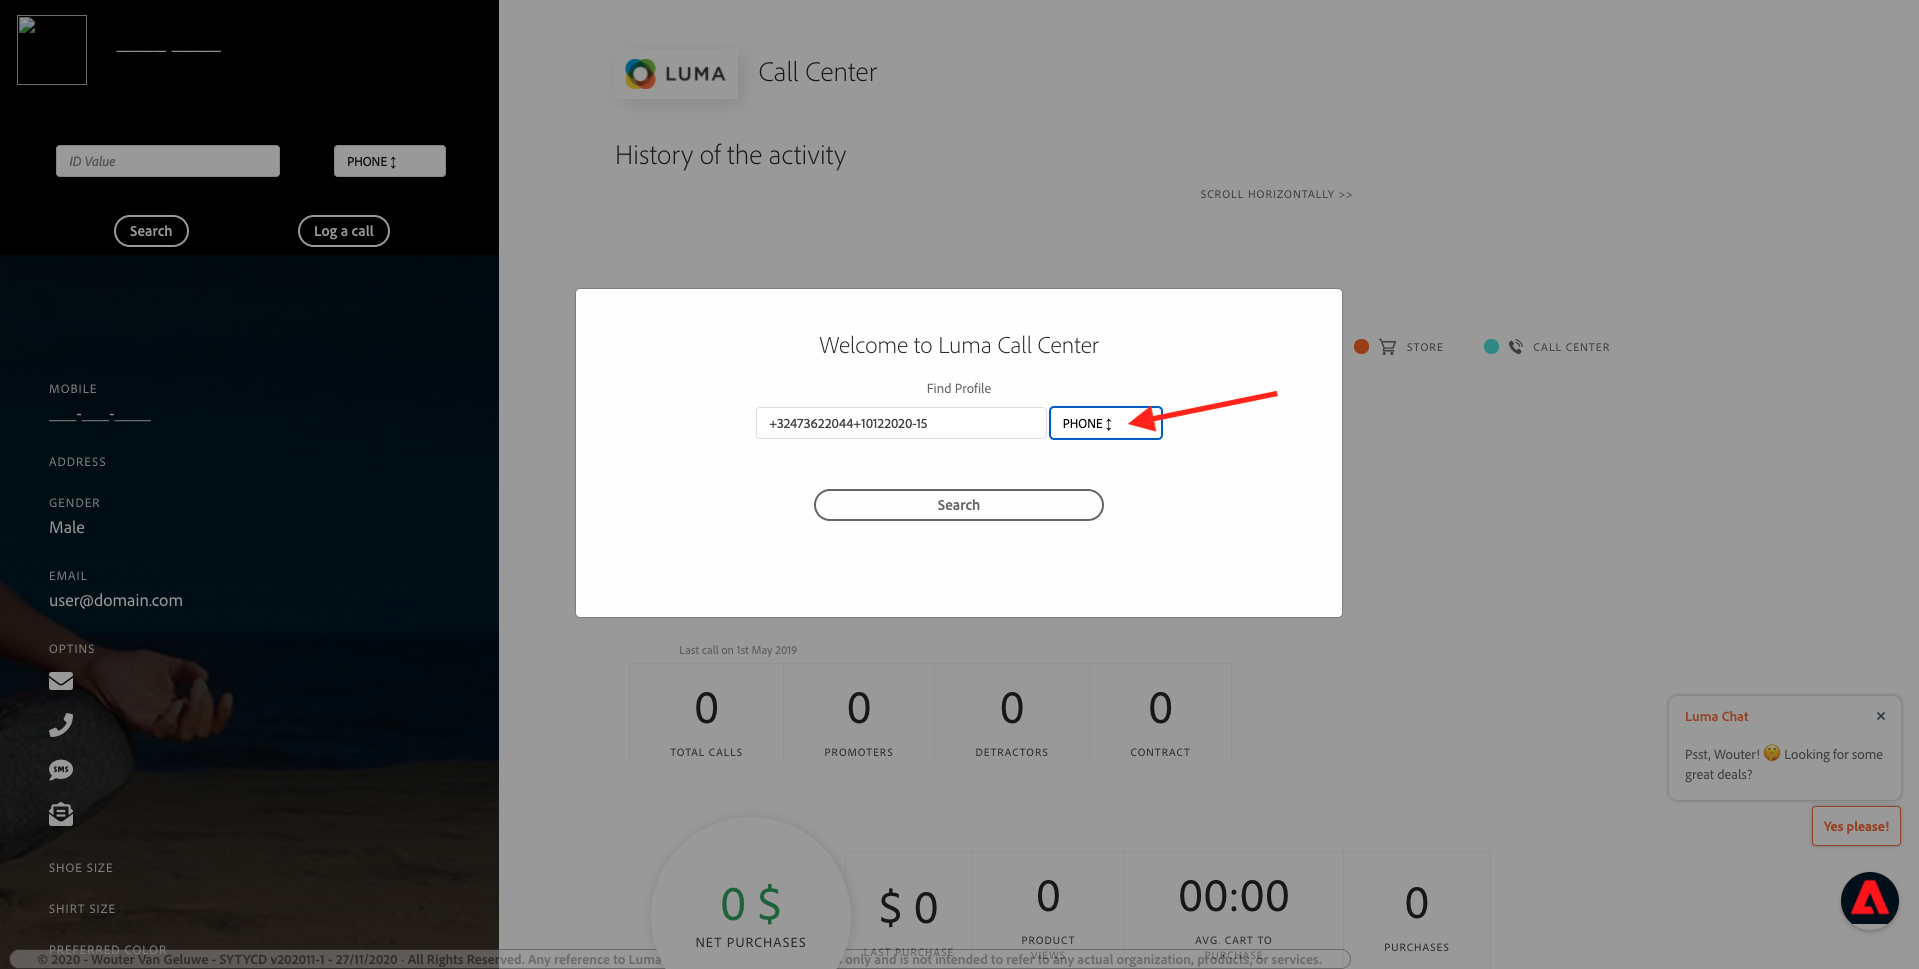 ID Value
PHONE
Search
Log a call
MOBILE
___-___-____
ADDRESS
GENDER
Male
EMAIL
user@domain.com
OPTINS
SMS
SHOE SIZE
SHIRT SIZE
PREFERRED COLOR
LUMA
Call Center
History of the activity
SCROLL HORIZONTALLY >>
STORE
CALL CENTER
Welcome to Luma Call Center
Find Profile
+32473622044+10122020-15
PHONE
Search
Last call on 1st May 2019
0
TOTAL CALLS
0
PROMOTERS
0
DETRACTORS
0
CONTRACT
0 $
NET PURCHASES
$ 0
LAST PURCHASE
0
PRODUCT
VIEWS
00:00
AVG. CART TO
PURCHASE
0
PURCHASES
Luma Chat
Psst, Wouter! 🤫 Looking for some
great deals?
Yes please!
© 2020 - Wouter Van Geluwe - SYTYCD v202011-1 - 27/11/2020 · All Rights Reserved. Any reference to Luma only and is not intended to refer to any actual organization, products, or services.